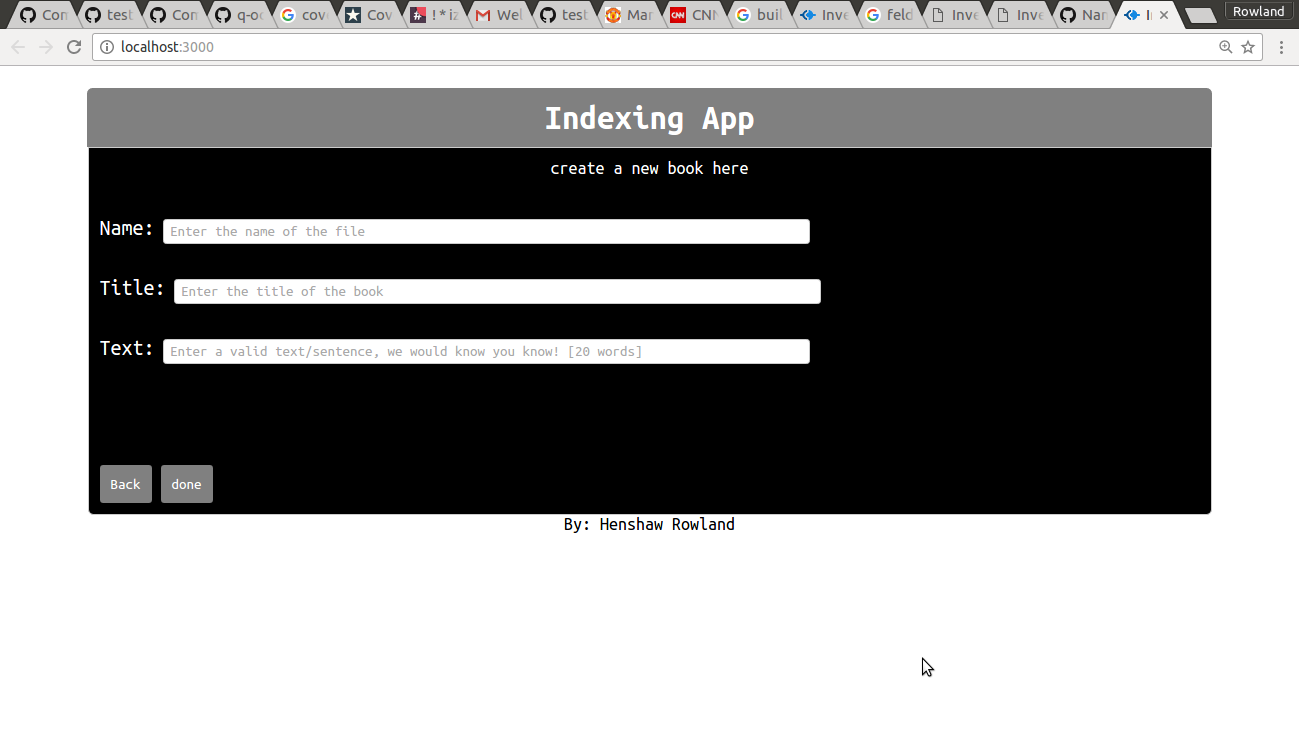 Con test Con q-oc cove Cov !*iz Wel test Mar CNN buil Inve feld Inve Inve Nar Rowland
localhost:3000
Indexing App
create a new book here
Name: Enter the name of the file
Title: Enter the title of the book
Text: Enter a valid text/sentence, we would know you know! [20 words]
Back done
By: Henshaw Rowland